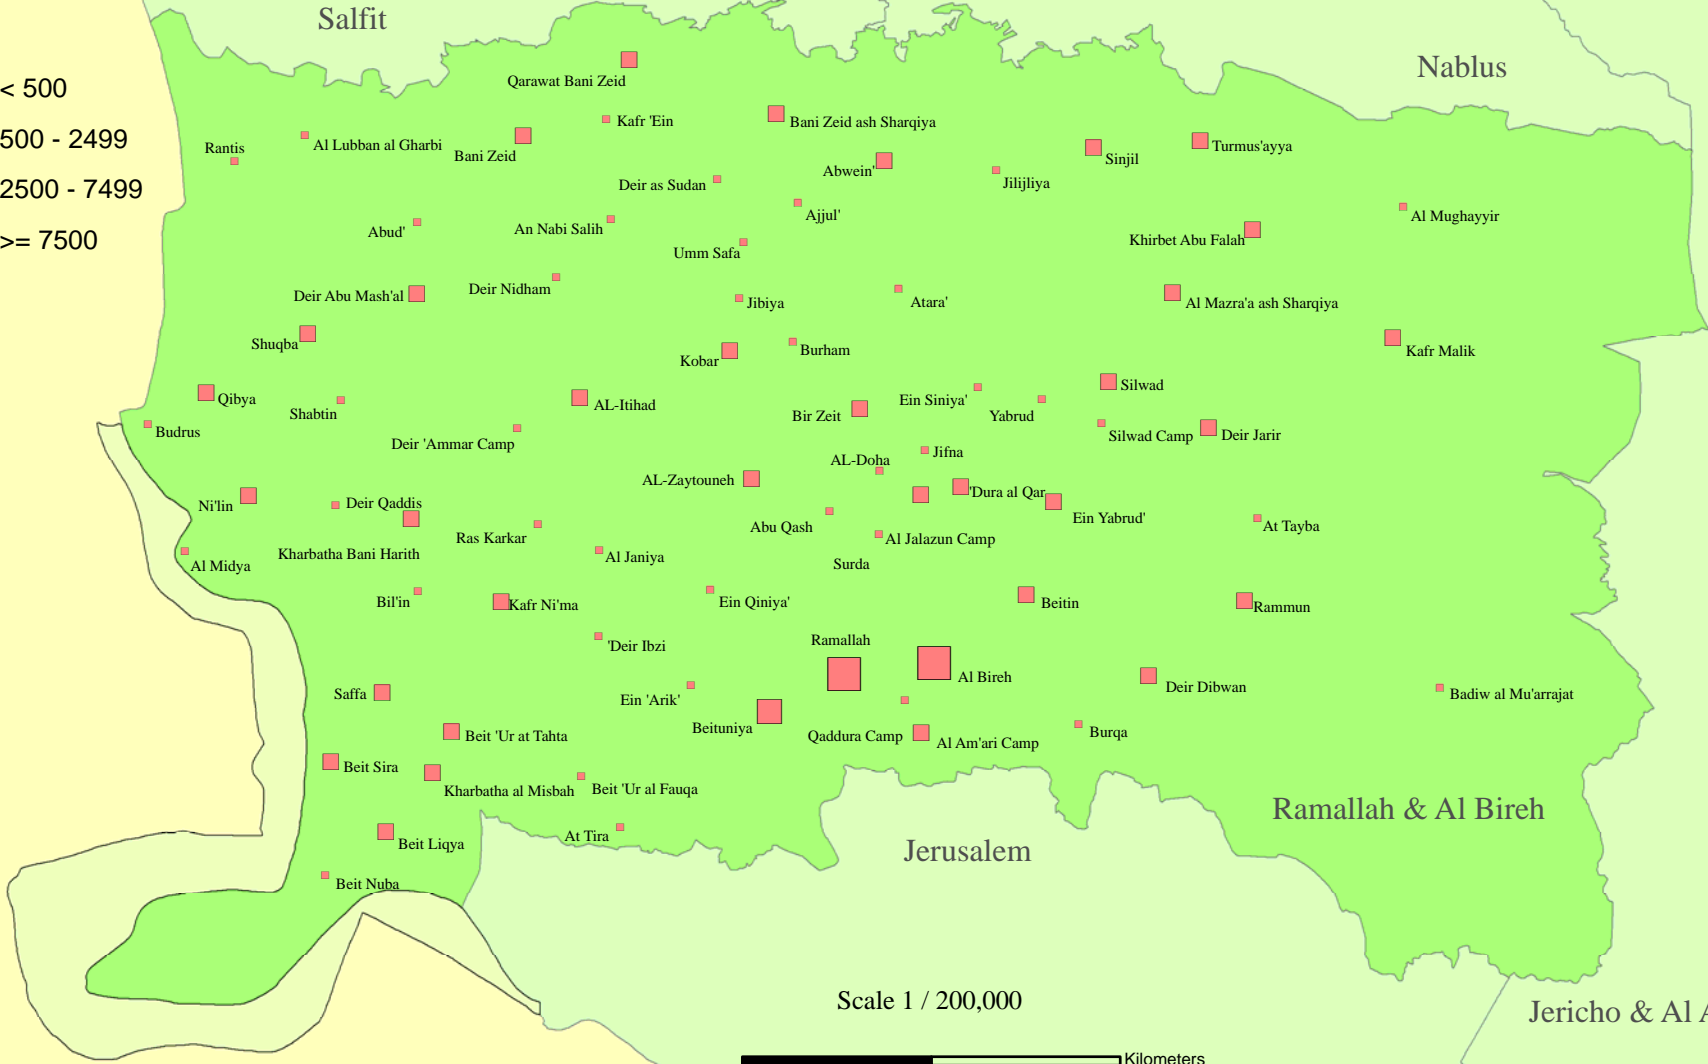 Salfit
Nablus
Qarawat Bani Zeid
< 500
Kafr 'Ein
Bani Zeid ash Sharqiya
500 - 2499
Rantis
Al Lubban al Gharbi
Bani Zeid
Turmus'ayya
Sinjil
Abwein'
Jilijliya
2500 - 7499
Deir as Sudan
Ajjul'
Al Mughayyir
Abud'
An Nabi Salih
>= 7500
Khirbet Abu Falah
Umm Safa
Deir Nidham
Deir Abu Mash'al
Jibiya
Atara'
Al Mazra'a ash Sharqiya
Shuqba
Kobar
Burham
Kafr Malik
Silwad
Qibya
Shabtin
AL-Itihad
Ein Siniya'
Bir Zeit
Yabrud
Budrus
Deir 'Ammar Camp
Silwad Camp
Deir Jarir
Jifna
AL-Doha
AL-Zaytouneh
'Dura al Qar
Ni'lin
Deir Qaddis
Ein Yabrud'
Abu Qash
At Tayba
Ras Karkar
Al Jalazun Camp
Kharbatha Bani Harith
Al Janiya
Al Midya
Surda
Bil'in
Kafr Ni'ma
Ein Qiniya'
Beitin
Rammun
Ramallah
'Deir Ibzi
Al Bireh
Deir Dibwan
Saffa
Ein 'Arik'
Badiw al Mu'arrajat
Beituniya
Beit 'Ur at Tahta
Qaddura Camp
Al Am'ari Camp
Burqa
Beit Sira
Kharbatha al Misbah
Beit 'Ur al Fauqa
Ramallah & Al Bireh
At Tira
Beit Liqya
Jerusalem
Beit Nuba
Scale 1 / 200,000
Jericho & Al A
Kilometers